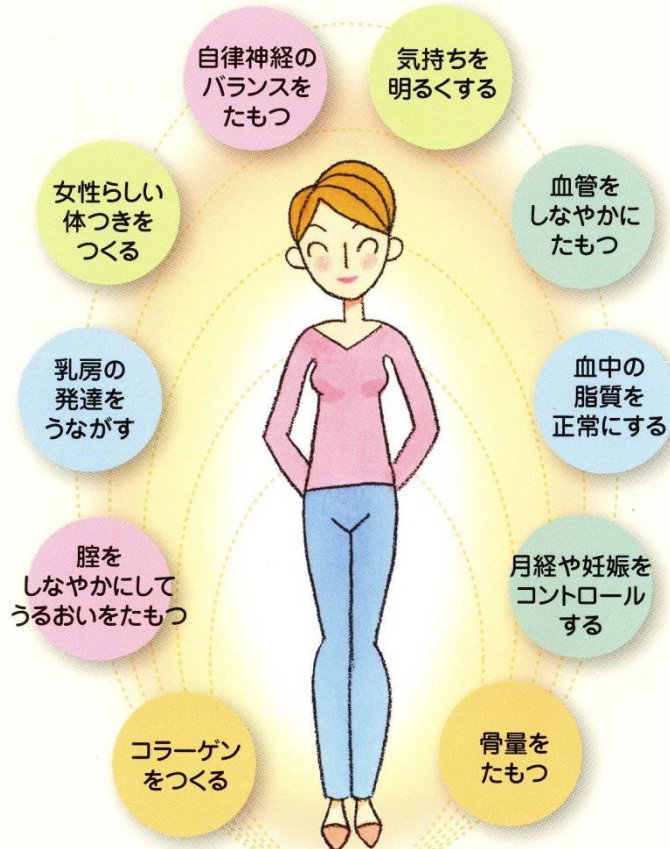 自律神経の
バランスを
たもつ
気持ちを
明るくする
女性らしい
体つきを
つくる
血管を
しなやかに
たもつ
乳房の
発達を
うながす
血中の
脂質を
正常にする
腟を
しなやかにして
うるおいをたもつ
月経や妊娠を
コントロール
する
コラーゲン
をつくる
骨量を
たもつ